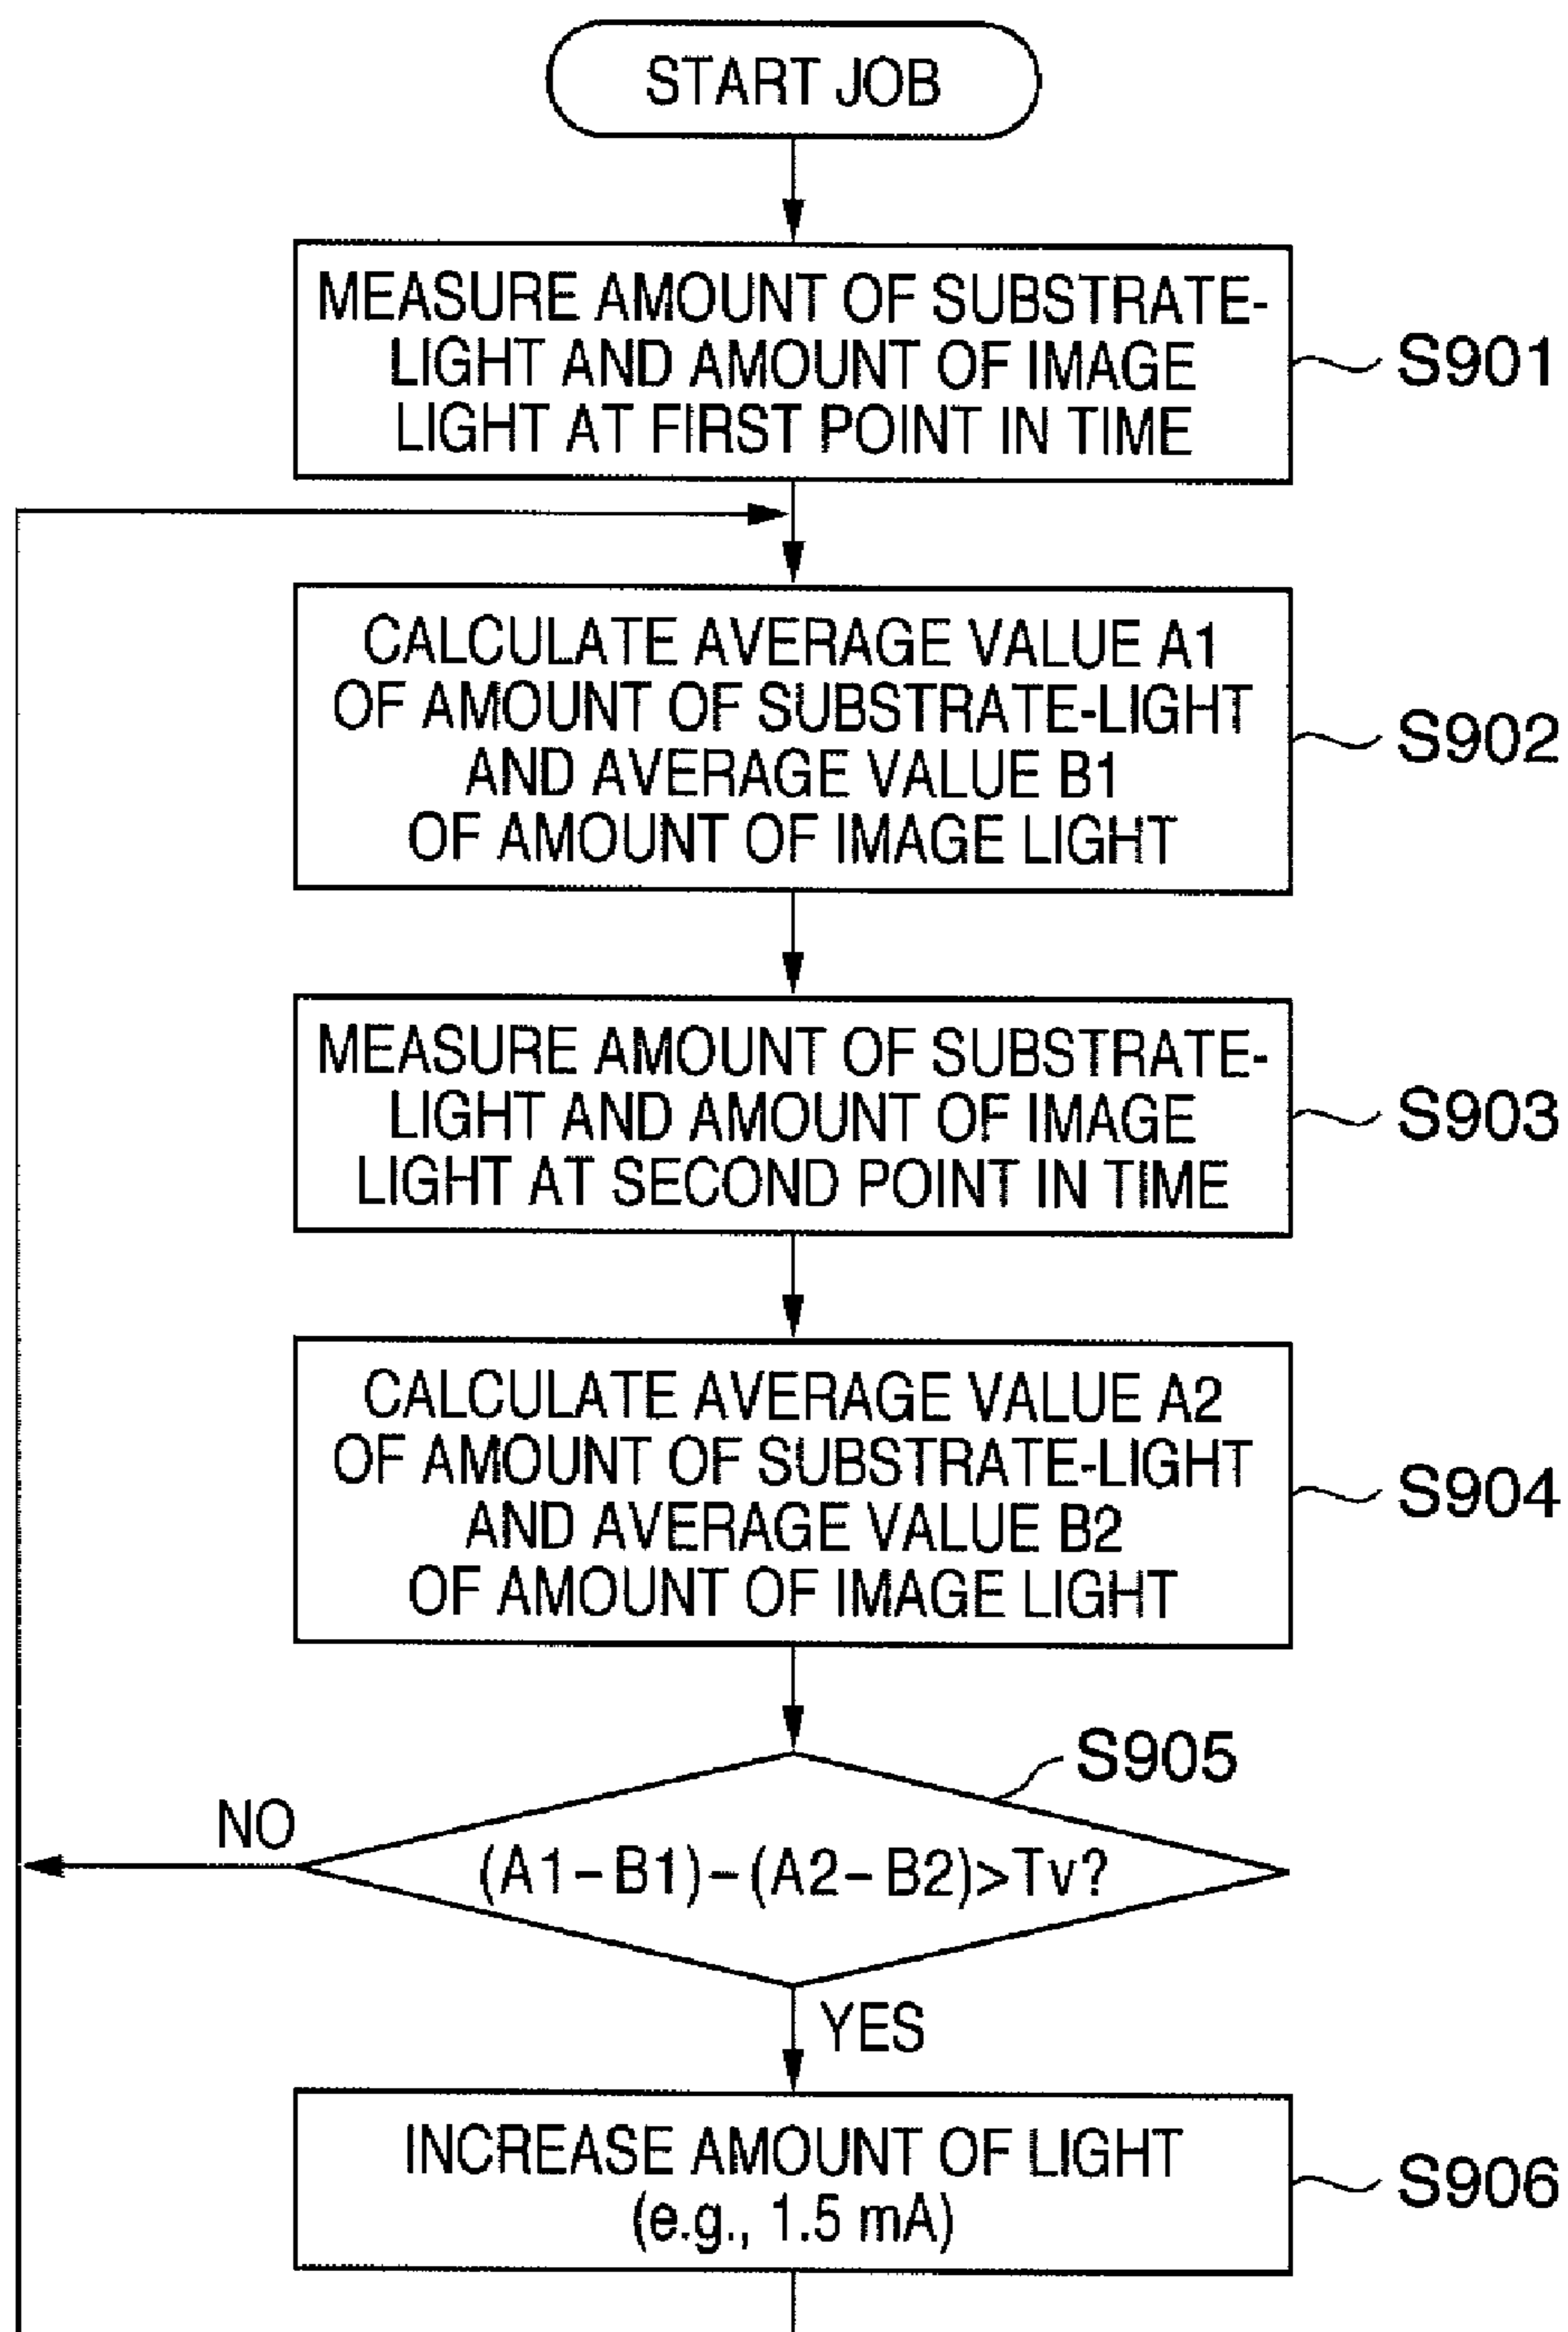 START JOB
MEASURE AMOUNT OF SUBSTRATE-
LIGHT AND AMOUNT OF IMAGE
LIGHT AT FIRST POINT IN TIME
S901
CALCULATE AVERAGE VALUE A1
OF AMOUNT OF SUBSTRATE-LIGHT
AND AVERAGE VALUE B1
OF AMOUNT OF IMAGE LIGHT
S902
MEASURE AMOUNT OF SUBSTRATE-
LIGHT AND AMOUNT OF IMAGE
LIGHT AT SECOND POINT IN TIME
S903
CALCULATE AVERAGE VALUE A2
OF AMOUNT OF SUBSTRATE-LIGHT
AND AVERAGE VALUE B2
OF AMOUNT OF IMAGE LIGHT
S904
S905
NO
(A1-B1)-(A2-B2)>Tv?
YES
INCREASE AMOUNT OF LIGHT
(e.g., 1.5 mA)
S906